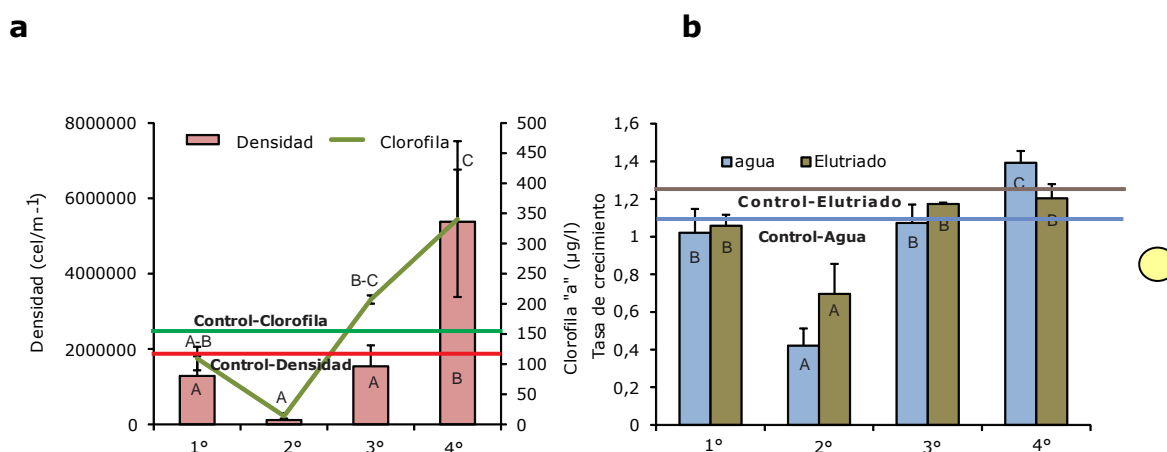 a
b
Densidad (cel/m-1)
8000000
6000000
4000000
2000000
0
Densidad
Clorofila
C
B-C
Control-Clorofila
A-B
Control-Densidad
A
A
A
B
1°
2°
3°
4°
500
450
400
350
300
250
200
150
100
50
0
Clorofila "a" (µg/l)
Tasa de crecimiento
1,6
1,4
1,2
1
0,8
0,6
0,4
0,2
0
agua
Elutriado
Control-Elutriado
Control-Agua
B
B
A
A
B
B
C
B
1°
2°
3°
4°